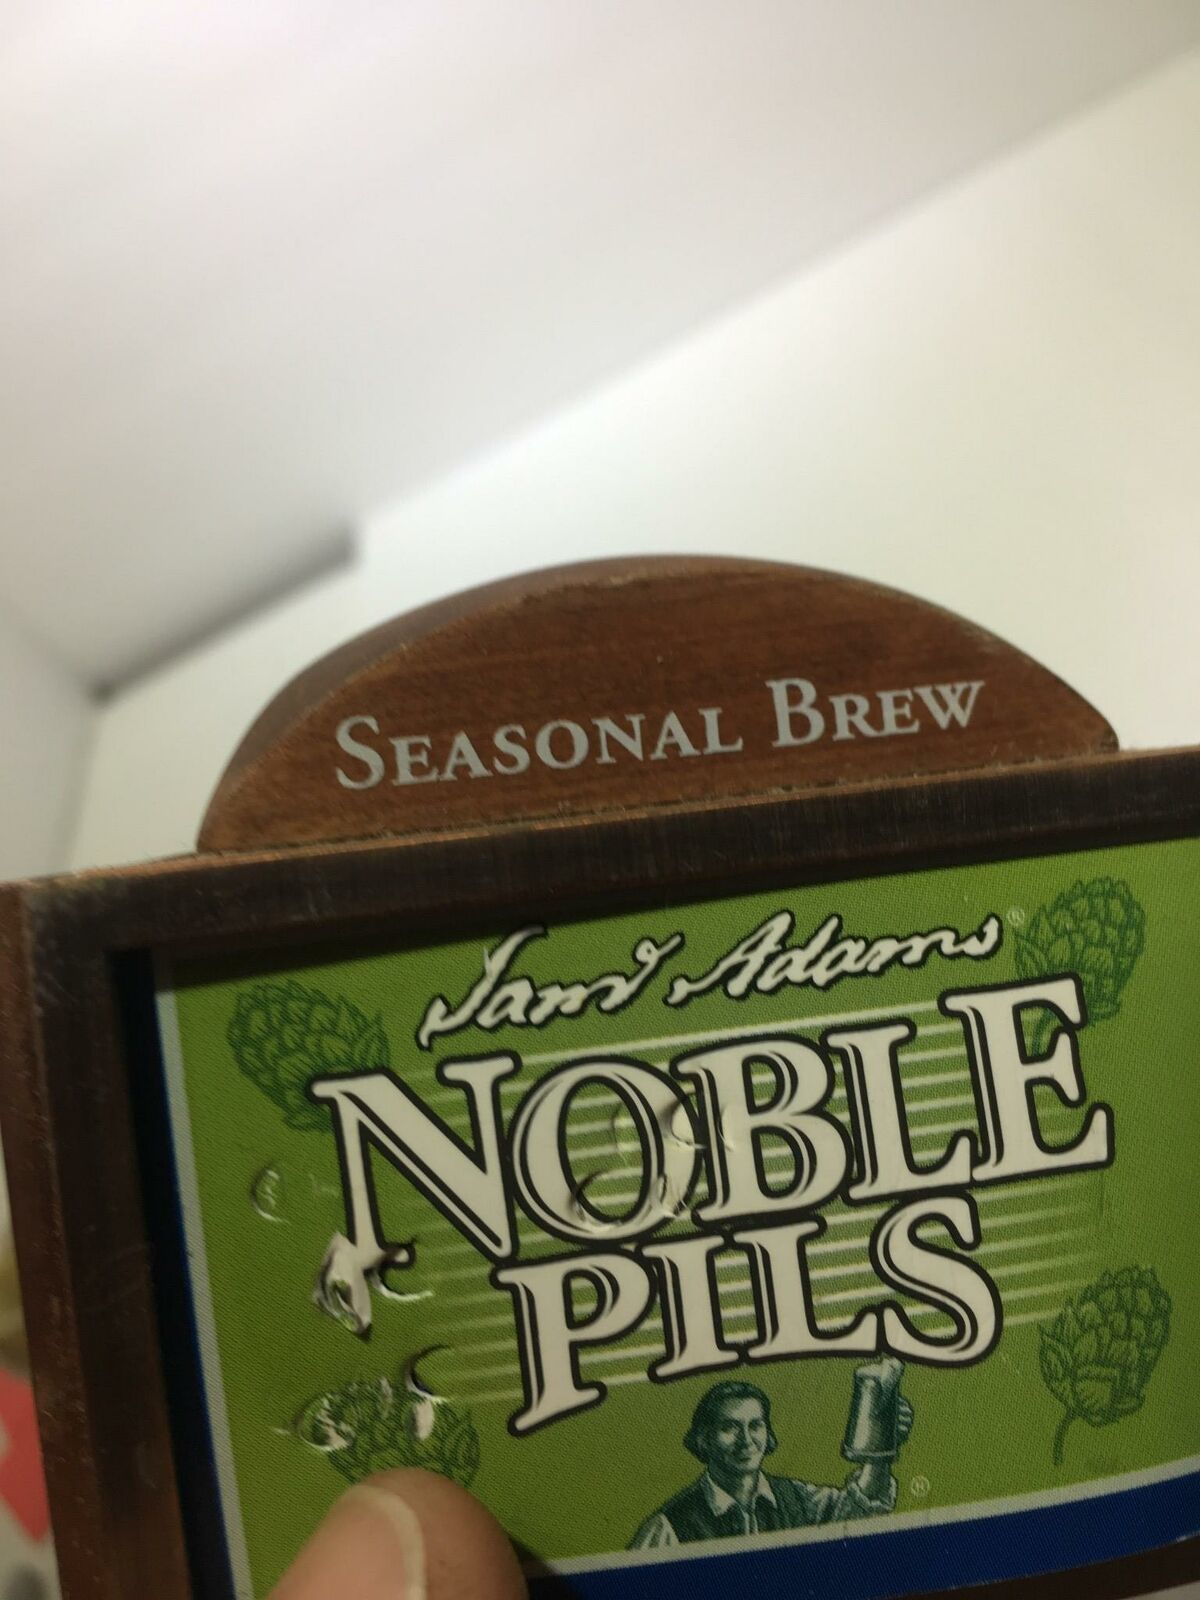 SEASONAL BREW
Sam Adams®
NOBLE
PILS
®